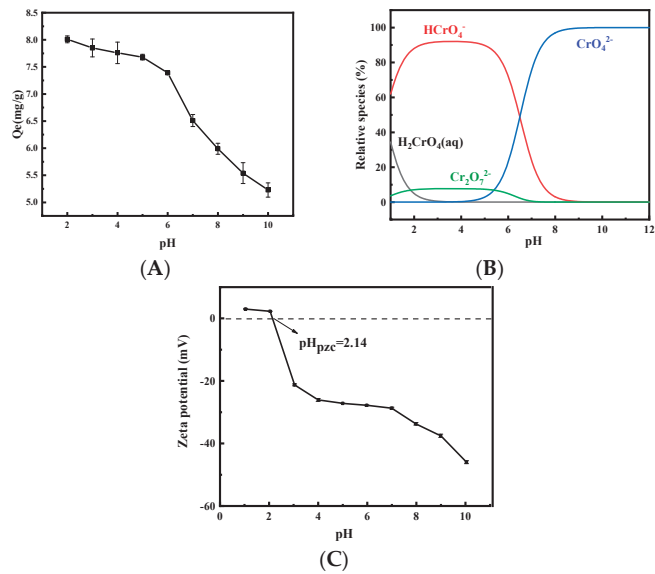 8.5
8.0
7.5
7.0
6.5
6.0
5.5
5.0
Qe(mg/g)
2 4 6 8 10
pH
(A)
100
80
60
40
20
0
Relative species (%)
HCrO₄⁻
CrO₄²⁻
H₂CrO₄(aq)
Cr₂O₇²⁻
2 4 6 8 10 12
pH
(B)
0
-20
-40
-60
Zeta potential (mV)
pHpzc=2.14
0 2 4 6 8 10
pH
(C)